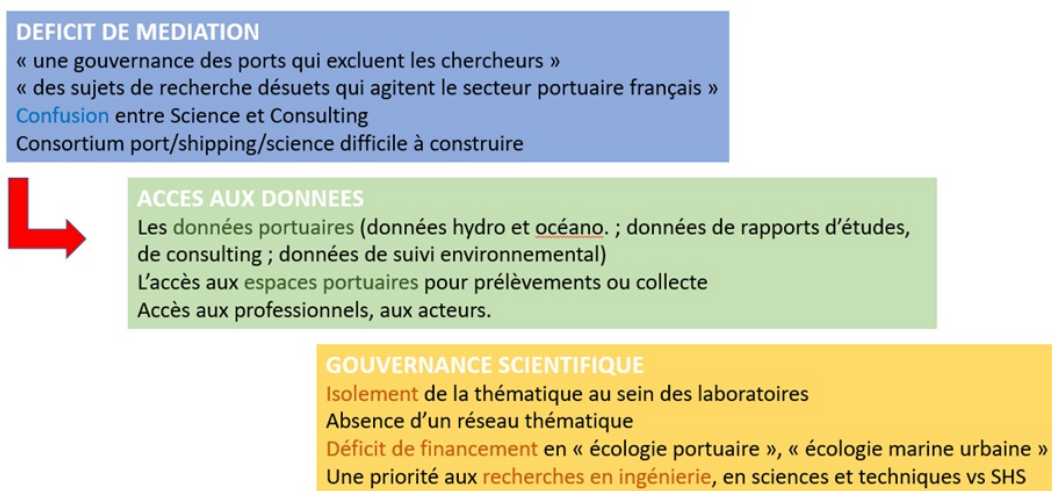 DEFICIT DE MEDIATION
« une gouvernance des ports qui excluent les chercheurs »
« des sujets de recherche désuets qui agitent le secteur portuaire français »
Confusion entre Science et Consulting
Consortium port/shipping/science difficile à construire
ACCES AUX DONNEES
Les données portuaires (données hydro et océano. ; données de rapports d’études,
de consulting ; données de suivi environnemental)
L’accès aux espaces portuaires pour prélèvements ou collecte
Accès aux professionnels, aux acteurs.
GOUVERNANCE SCIENTIFIQUE
Isolement de la thématique au sein des laboratoires
Absence d’un réseau thématique
Déficit de financement en « écologie portuaire », « écologie marine urbaine »
Une priorité aux recherches en ingénierie, en sciences et techniques vs SHS